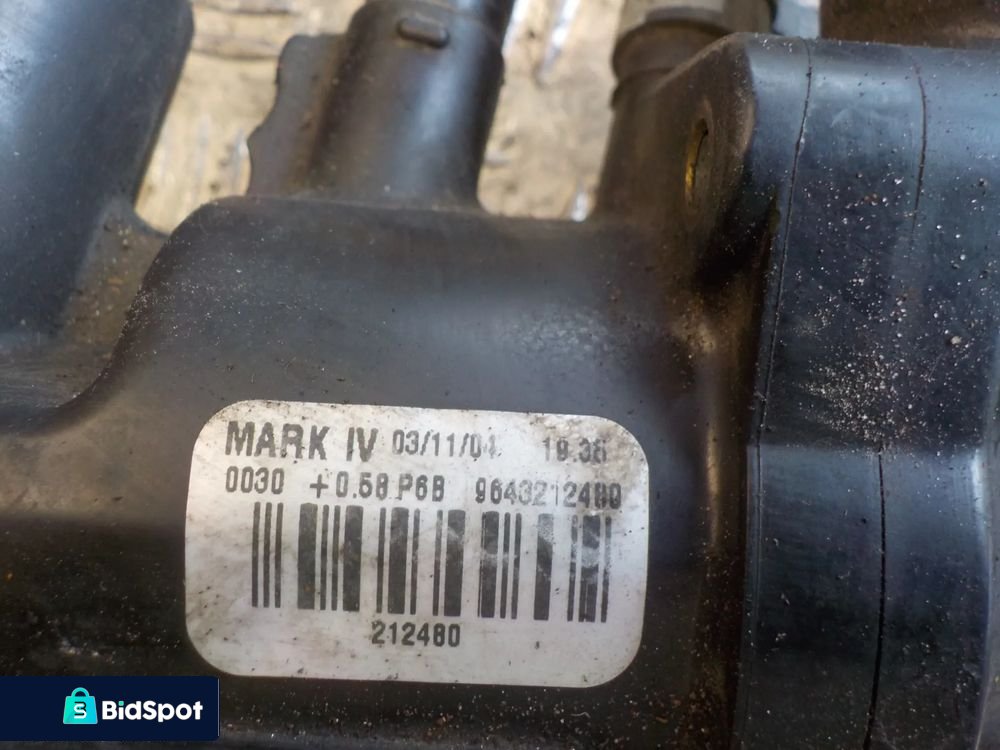 MARK IV 03/11/04 19.38
0030 +0.58 P6B 9643212480
212480
BidSpot